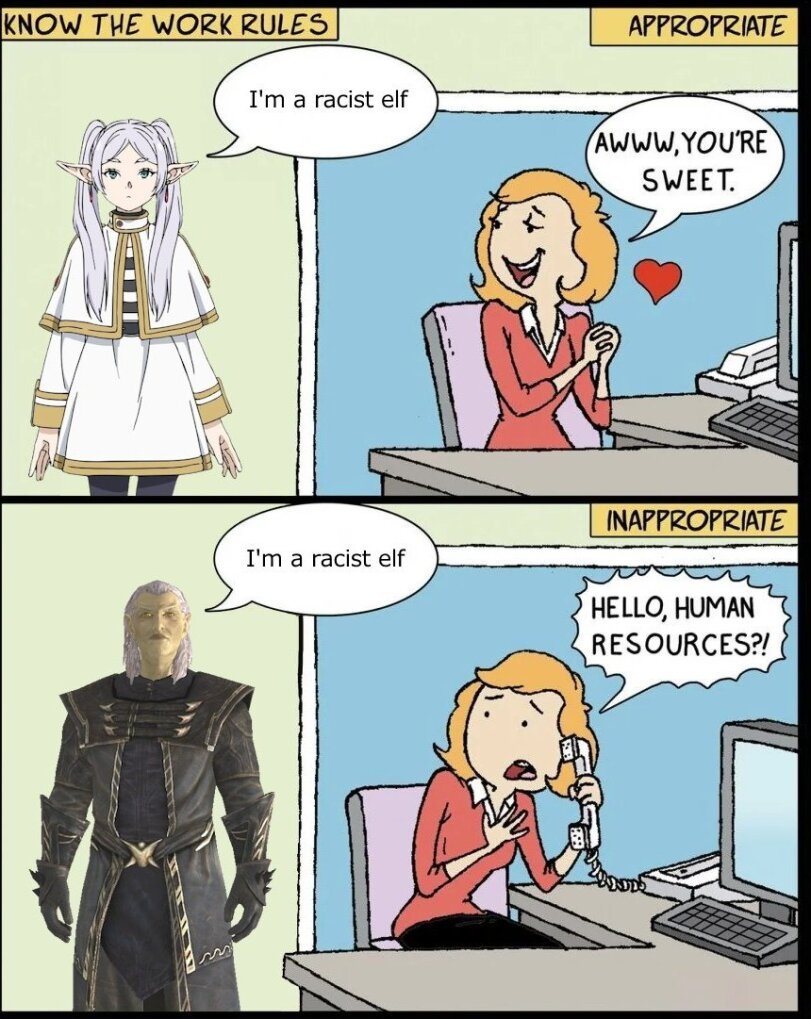 KNOW THE WORK RULES
APPROPRIATE
I'm a racist elf
AWWW, YOU'RE
SWEET.
INAPPROPRIATE
I'm a racist elf
HELLO, HUMAN
RESOURCES?!